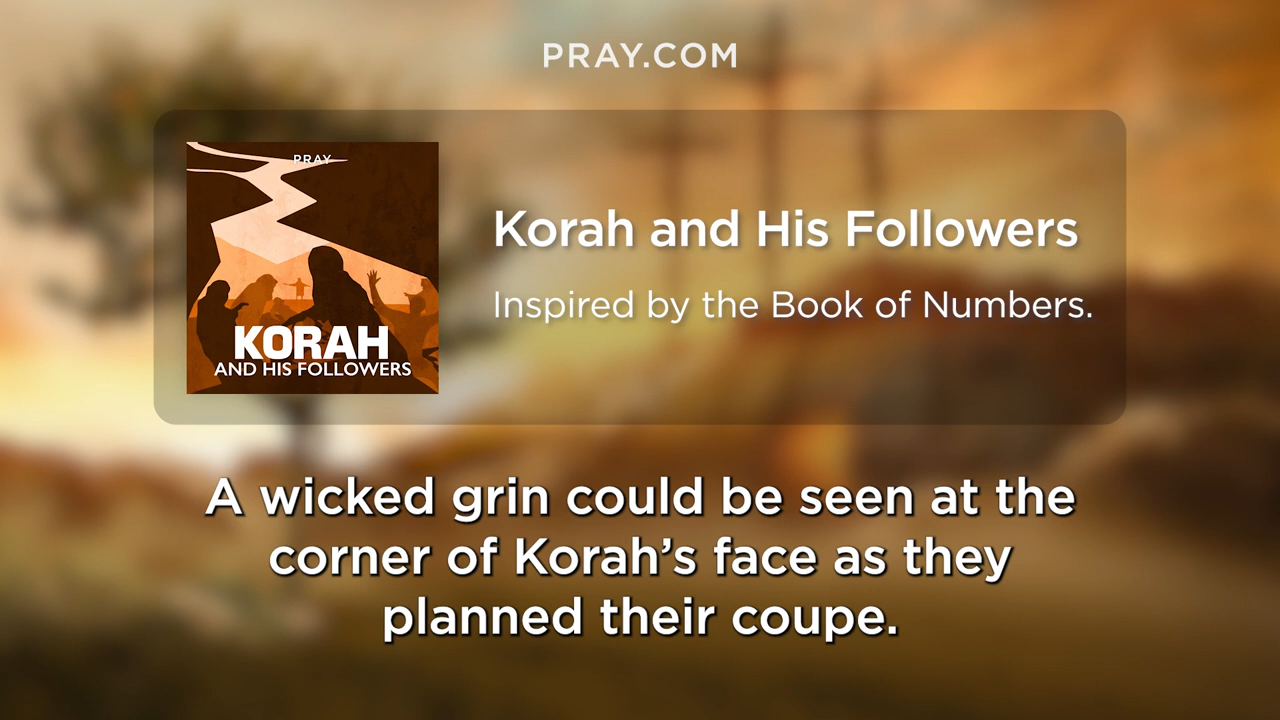 PRAY.COM
PRAY
KORAH
AND HIS FOLLOWERS
Korah and His Followers
Inspired by the Book of Numbers.
A wicked grin could be seen at the
corner of Korah’s face as they
planned their coupe.